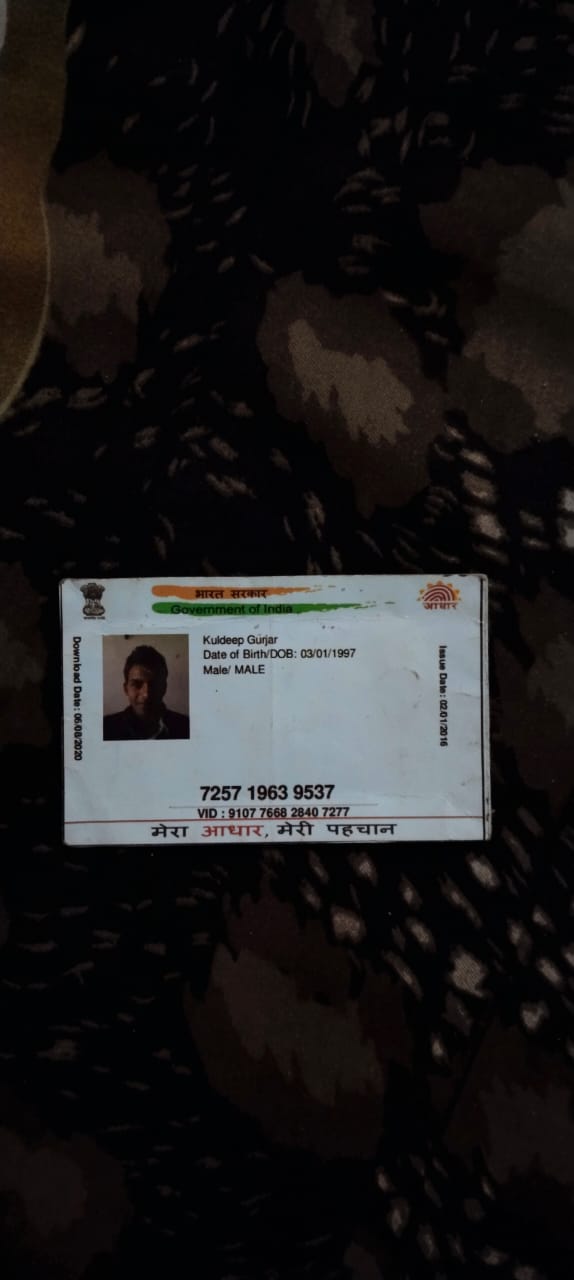 भारत सरकार
Government of India
आधार
Download Date: 06/08/2020
Kuldeep Gurjar
Date of Birth/DOB: 03/01/1997
Male/ MALE
Issue Date: 02/01/2016
7257 1963 9537
VID : 9107 7668 2840 7277
मेरा आधार, मेरी पहचान